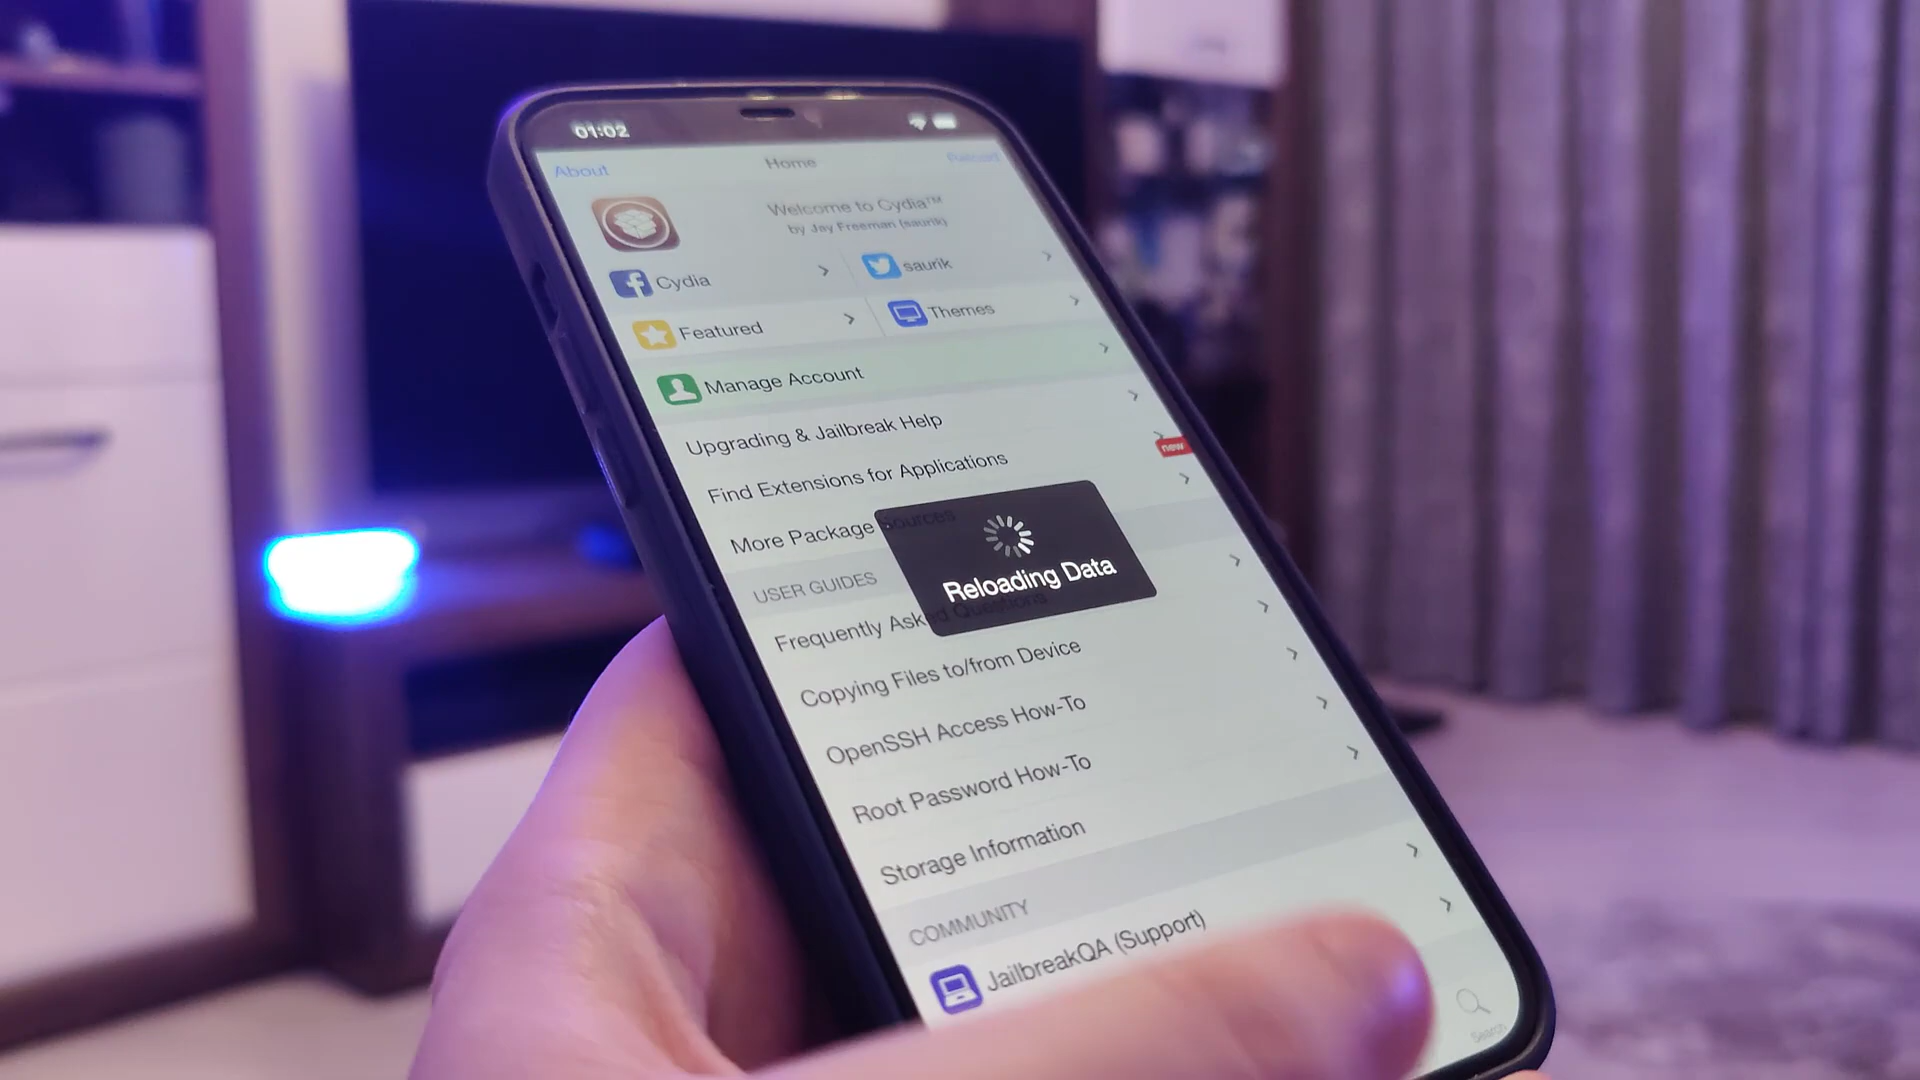 01:02
About
Home
Reload
Welcome to Cydia™
by Jay Freeman (saurik)
Cydia
saurik
Featured
Themes
Manage Account
Upgrading & Jailbreak Help
Find Extensions for Applications
new
More Package Sources
Reloading Data
USER GUIDES
Frequently Asked Questions
Copying Files to/from Device
OpenSSH Access How-To
Root Password How-To
Storage Information
COMMUNITY
JailbreakQA (Support)
Search